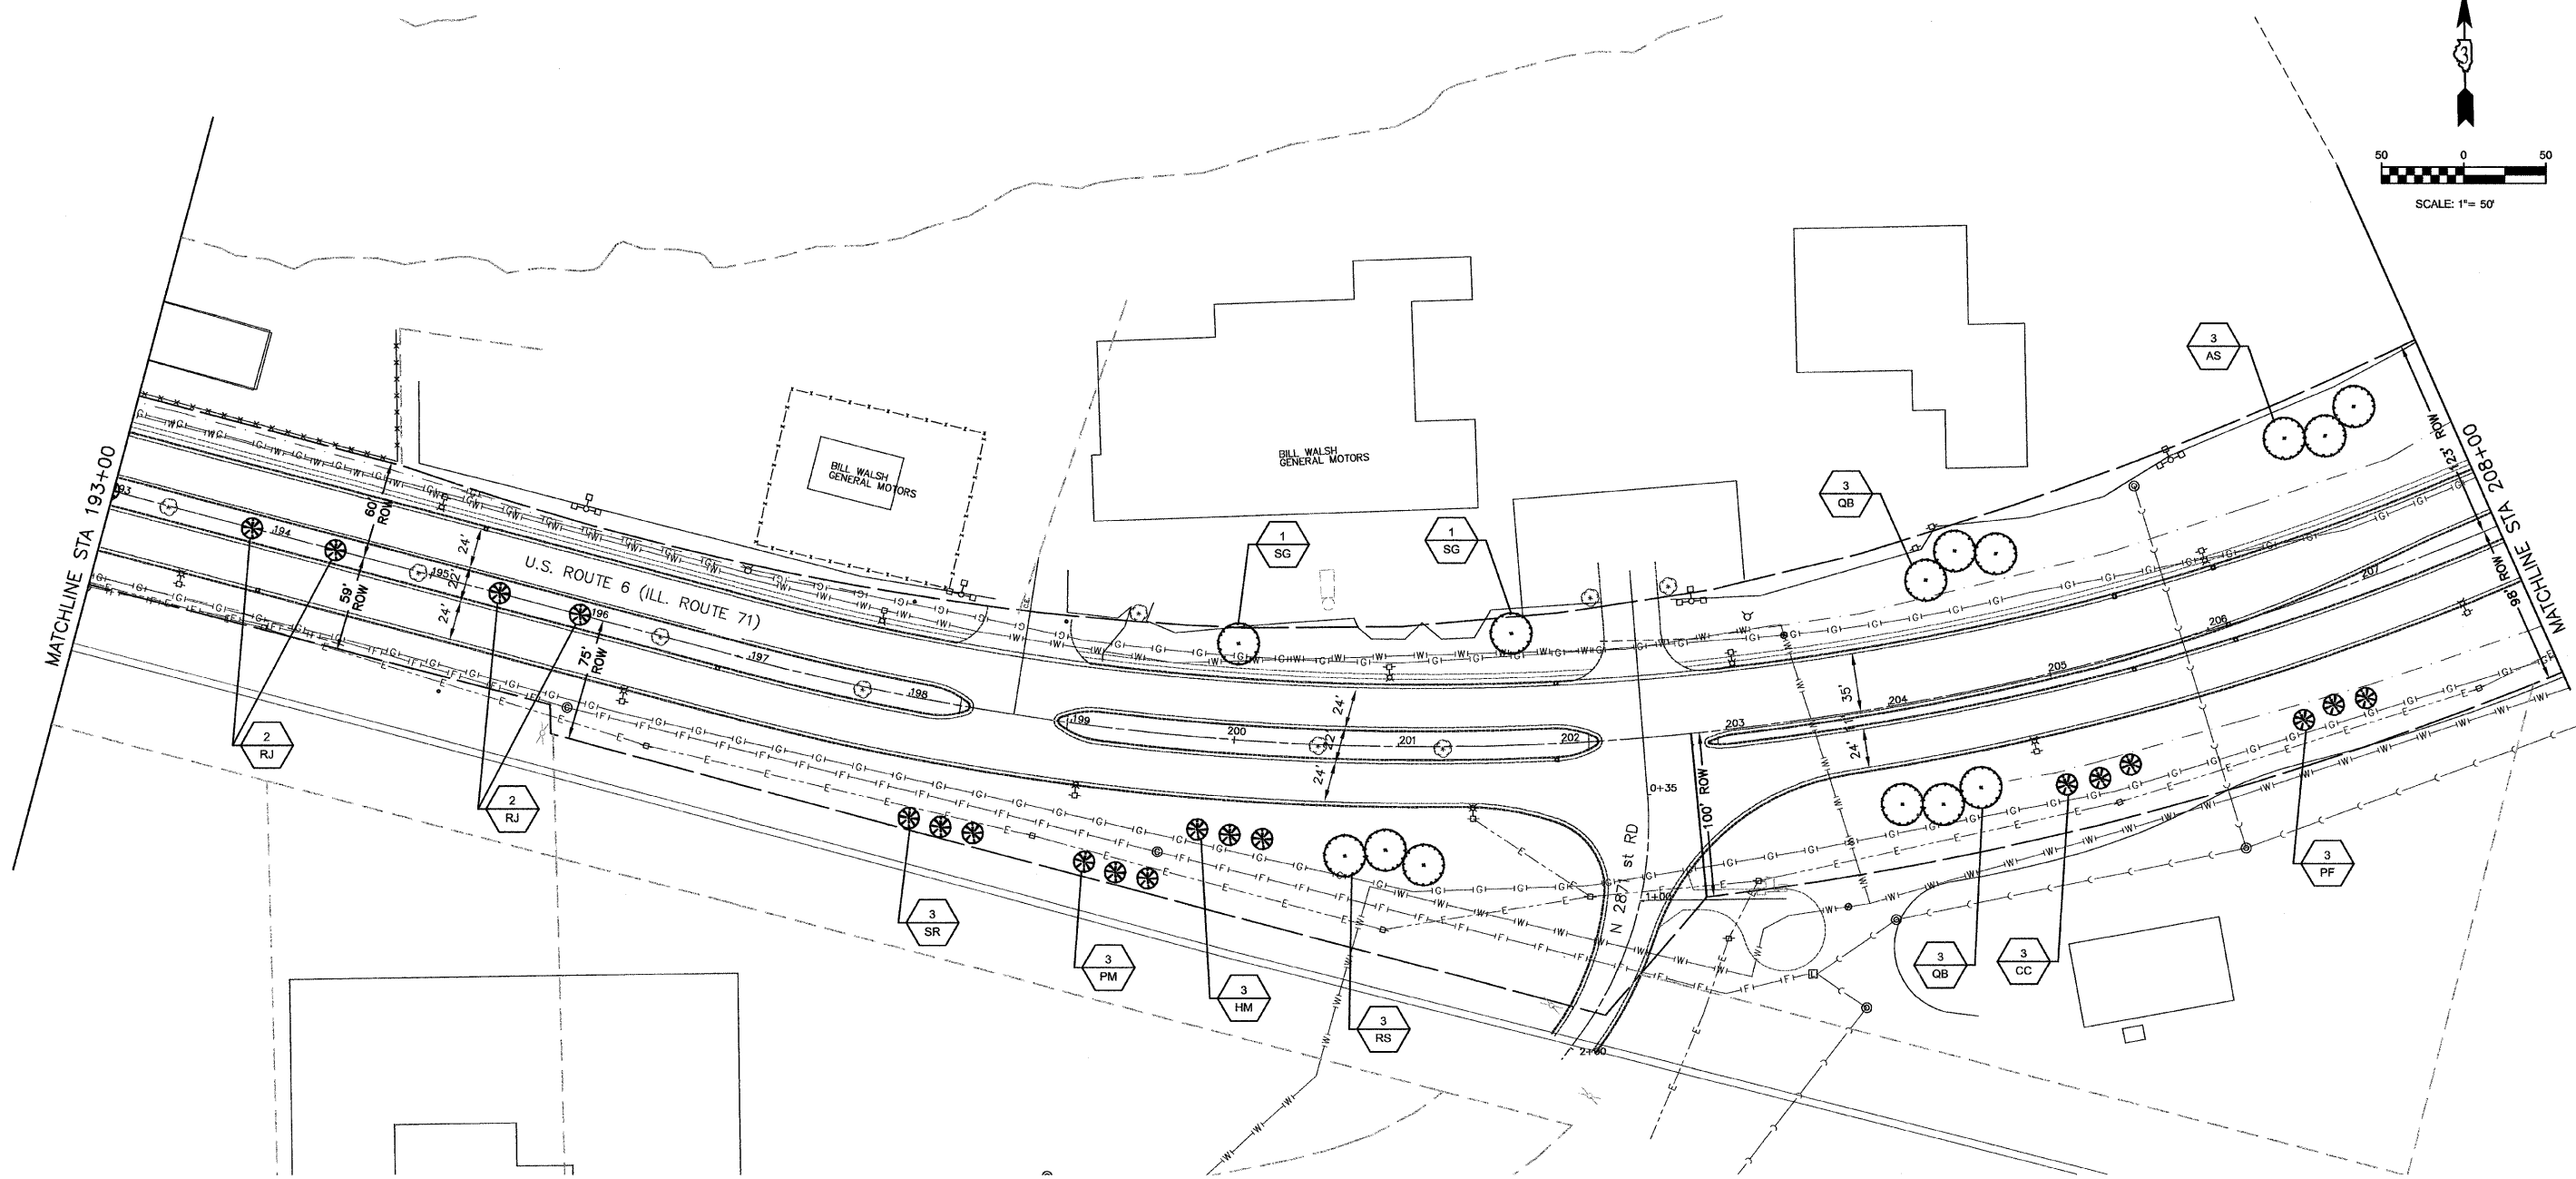 3
50 0 50
SCALE: 1"= 50'
MATCHLINE STA 193+00
MATCHLINE STA 208+00
3
AS
123' ROW
98' ROW
BILL WALSH
GENERAL MOTORS
BILL WALSH
GENERAL MOTORS
3
QB
1
SG
1
SG
60'
ROW
59'
ROW
24'
22'
24'
U.S. ROUTE 6 (ILL. ROUTE 71)
75'
ROW
193
194
195
196
197
198
199
200
201
202
203
204
205
206
207
24'
22'
24'
35'
11'
24'
100' ROW
0+35
1+00
2+00
N 2871 st RD
2
RJ
2
RJ
3
SR
3
PM
3
HM
3
RS
3
QB
3
CC
3
PF